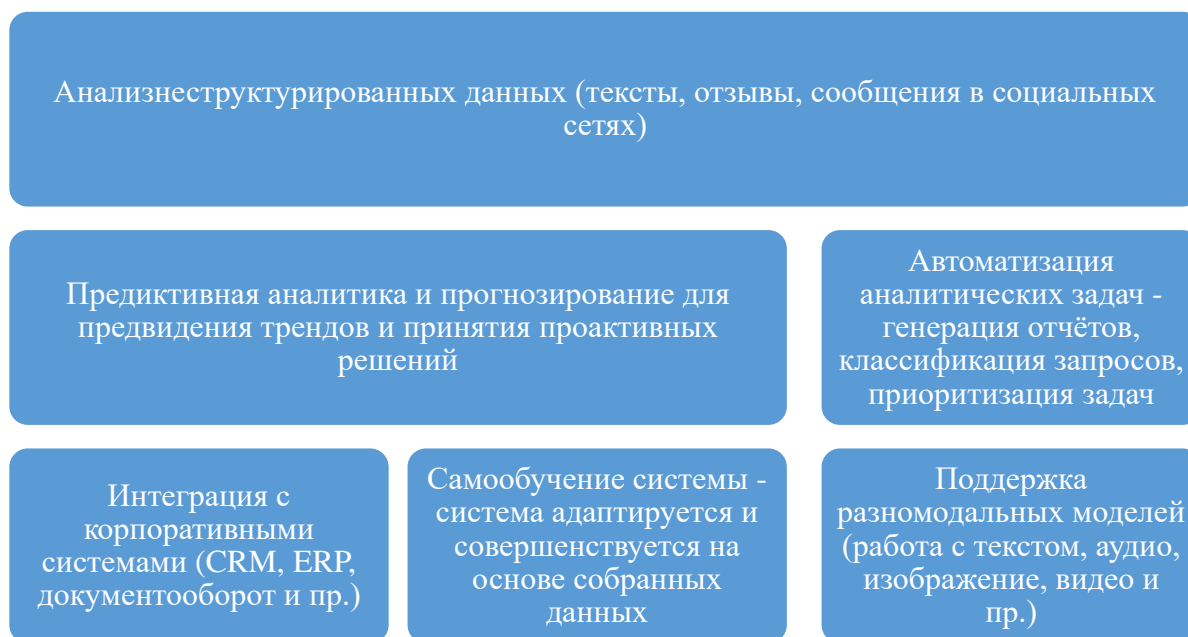 Анализнеструктурированных данных (тексты, отзывы, сообщения в социальных
сетях)
Предиктивная аналитика и прогнозирование для
предвидения трендов и принятия проактивных
решений
Автоматизация
аналитических задач -
генерация отчётов,
классификация запросов,
приоритизация задач
Интеграция с
корпоративными
системами (CRM, ERP,
документооборот и пр.)
Самообучение системы -
система адаптируется и
совершенствуется на
основе собранных
данных
Поддержка
разномодальных моделей
(работа с текстом, аудио,
изображение, видео и
пр.)